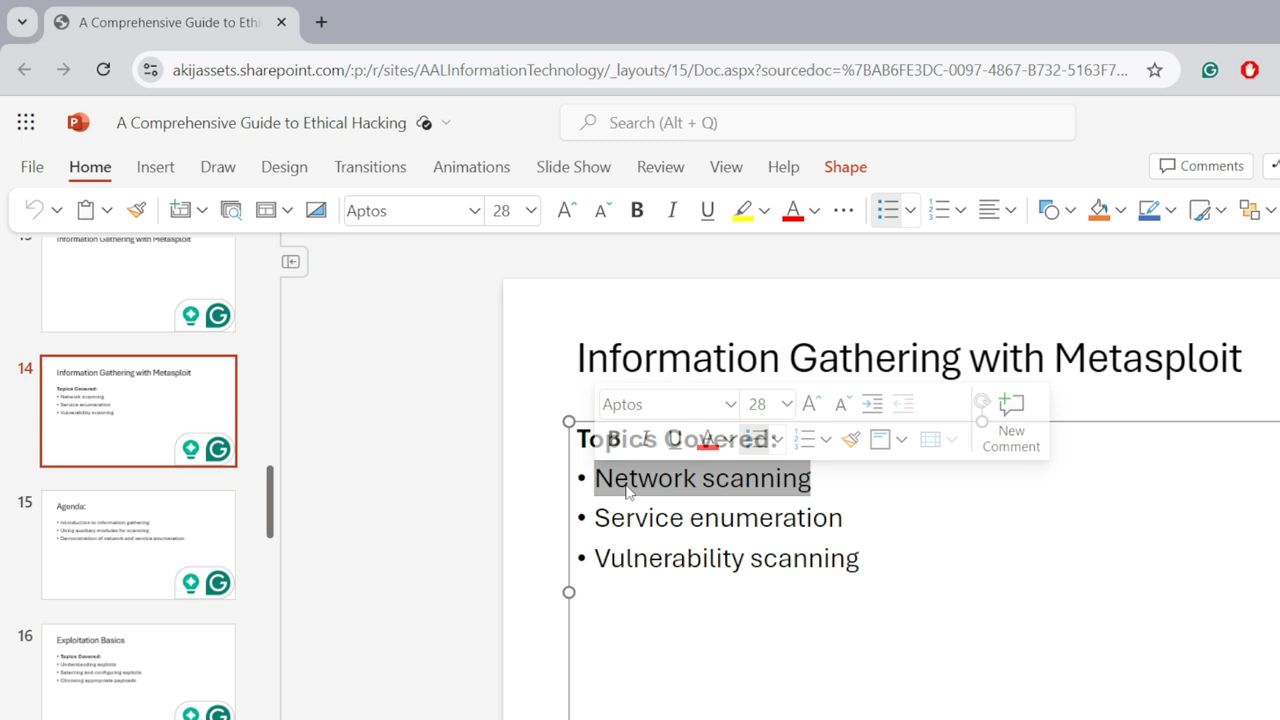 A Comprehensive Guide to Ethi
akijassets.sharepoint.com/:p:/r/sites/AALInformationTechnology/_layouts/15/Doc.aspx?sourcedoc=%7BAB6FE3DC-0097-4867-B732-5163F7...
A Comprehensive Guide to Ethical Hacking
Search (Alt + Q)
File Home Insert Draw Design Transitions Animations Slide Show Review View Help Shape
Comments
Aptos 28
Information Gathering with Metasploit
14
Information Gathering with Metasploit
Topics Covered:
• Network scanning
• Service enumeration
• Vulnerability scanning
15
Agenda:
• Introduction to information gathering
• Using auxiliary modules for scanning
• Demonstration of network and service enumeration
16
Exploitation Basics
• Topics Covered:
• Understanding exploits
• Selecting and configuring exploits
• Choosing appropriate payloads
Information Gathering with Metasploit
Aptos 28
New
Comment
Topics Covered:
• Network scanning
• Service enumeration
• Vulnerability scanning